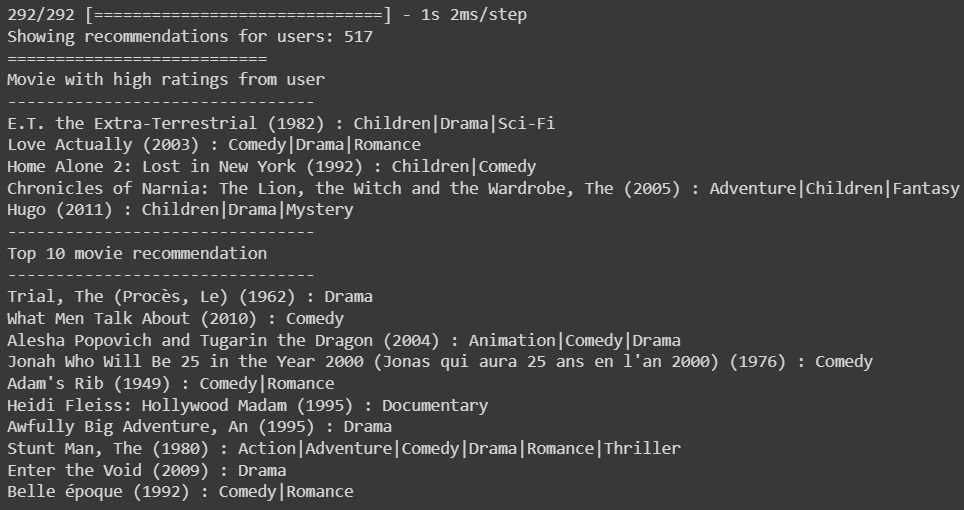 292/292 [==============================] - 1s 2ms/step
Showing recommendations for users: 517
===========================
Movie with high ratings from user
--------------------------------
E.T. the Extra-Terrestrial (1982) : Children|Drama|Sci-Fi
Love Actually (2003) : Comedy|Drama|Romance
Home Alone 2: Lost in New York (1992) : Children|Comedy
Chronicles of Narnia: The Lion, the Witch and the Wardrobe, The (2005) : Adventure|Children|Fantasy
Hugo (2011) : Children|Drama|Mystery
--------------------------------
Top 10 movie recommendation
--------------------------------
Trial, The (Procès, Le) (1962) : Drama
What Men Talk About (2010) : Comedy
Alesha Popovich and Tugarin the Dragon (2004) : Animation|Comedy|Drama
Jonah Who Will Be 25 in the Year 2000 (Jonas qui aura 25 ans en l'an 2000) (1976) : Comedy
Adam's Rib (1949) : Comedy|Romance
Heidi Fleiss: Hollywood Madam (1995) : Documentary
Awfully Big Adventure, An (1995) : Drama
Stunt Man, The (1980) : Action|Adventure|Comedy|Drama|Romance|Thriller
Enter the Void (2009) : Drama
Belle époque (1992) : Comedy|Romance